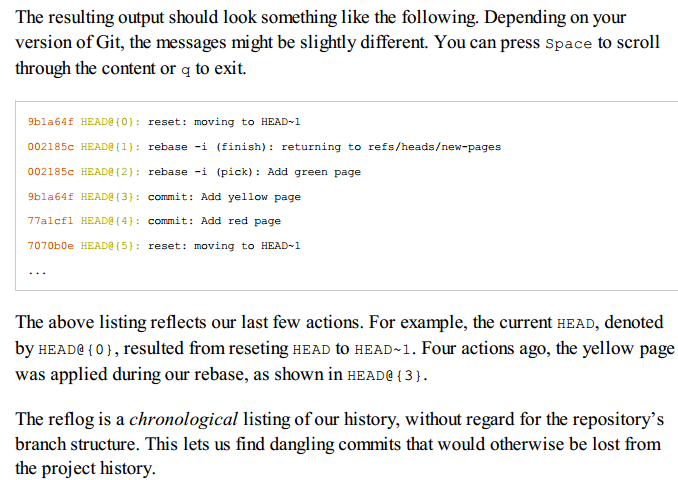 The resulting output should look something like the following. Depending on your
version of Git, the messages might be slightly different. You can press Space to scroll
through the content or q to exit.
9b1a64f HEAD@{0}: reset: moving to HEAD~1
002185c HEAD@{1}: rebase -i (finish): returning to refs/heads/new-pages
002185c HEAD@{2}: rebase -i (pick): Add green page
9b1a64f HEAD@{3}: commit: Add yellow page
77a1cf1 HEAD@{4}: commit: Add red page
7070b0e HEAD@{5}: reset: moving to HEAD~1
...
The above listing reflects our last few actions. For example, the current HEAD, denoted
by HEAD@{0}, resulted from reseting HEAD to HEAD~1. Four actions ago, the yellow page
was applied during our rebase, as shown in HEAD@{3}.
The reflog is a chronological listing of our history, without regard for the repository’s
branch structure. This lets us find dangling commits that would otherwise be lost from
the project history.